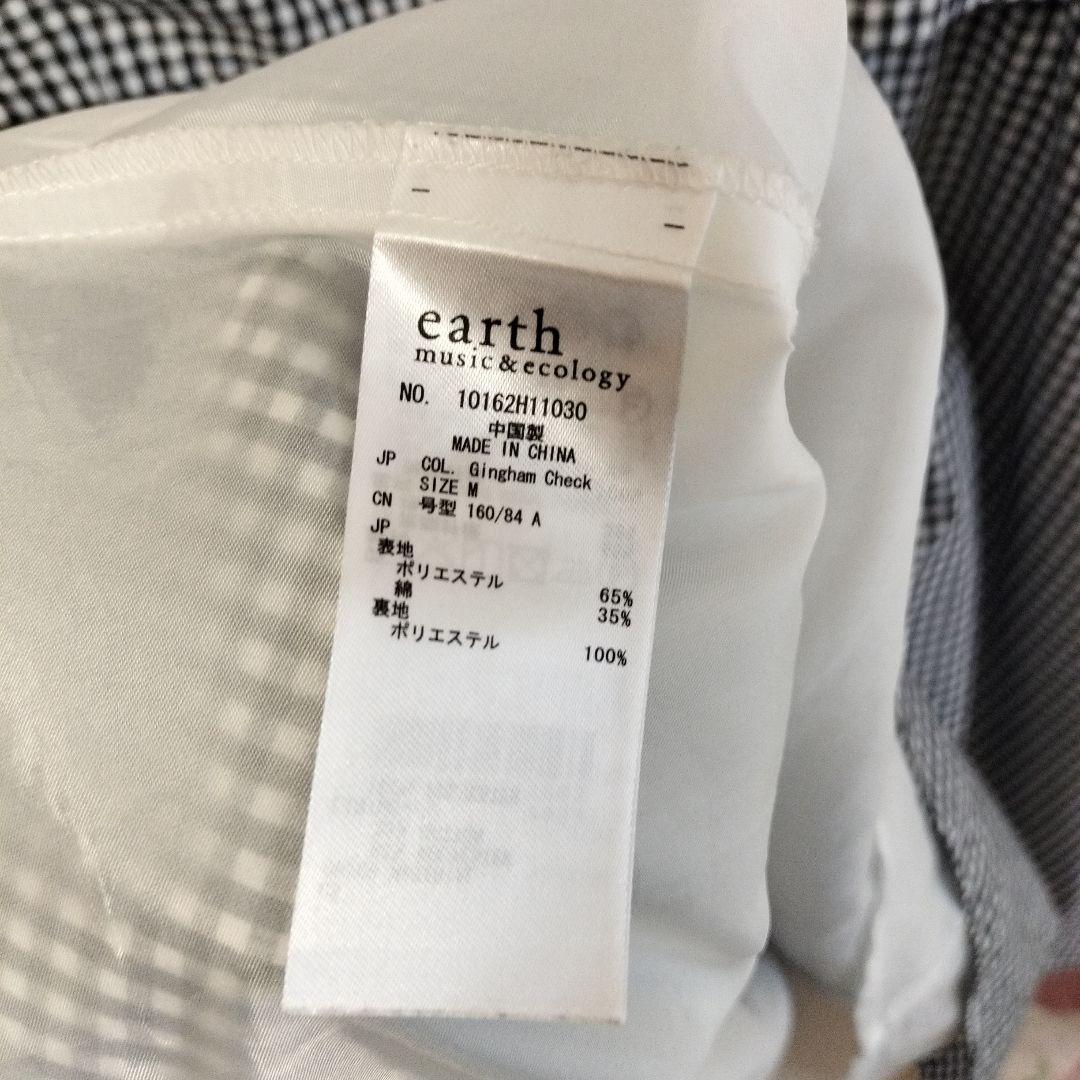 earth
music&ecology
NO. 10162H11030
中国製
MADE IN CHINA
JP COL. Gingham Check
SIZE M
CN 号型 160/84 A
JP
表地
ポリエステル 65%
綿 35%
裏地
ポリエステル 100%